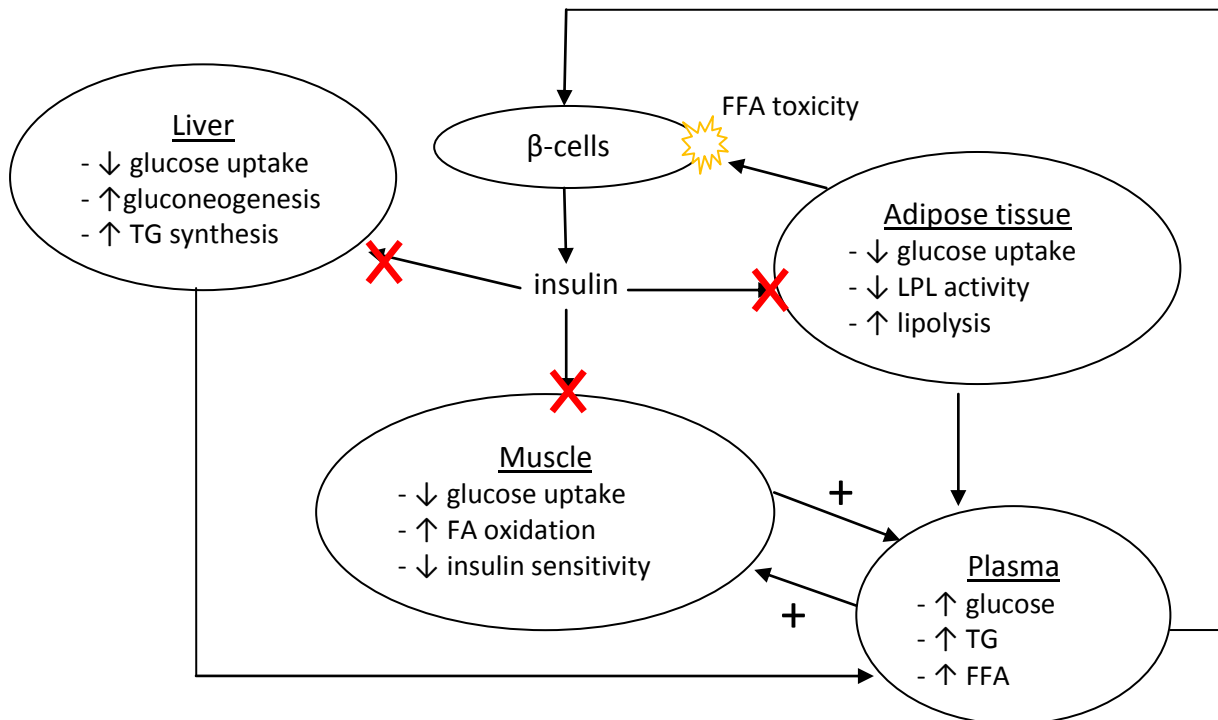 Liver
- ↓ glucose uptake
- ↑gluconeogenesis
- ↑ TG synthesis
β-cells
FFA toxicity
Adipose tissue
- ↓ glucose uptake
- ↓ LPL activity
- ↑ lipolysis
insulin
Muscle
- ↓ glucose uptake
- ↑ FA oxidation
- ↓ insulin sensitivity
+
+
Plasma
- ↑ glucose
- ↑ TG
- ↑ FFA